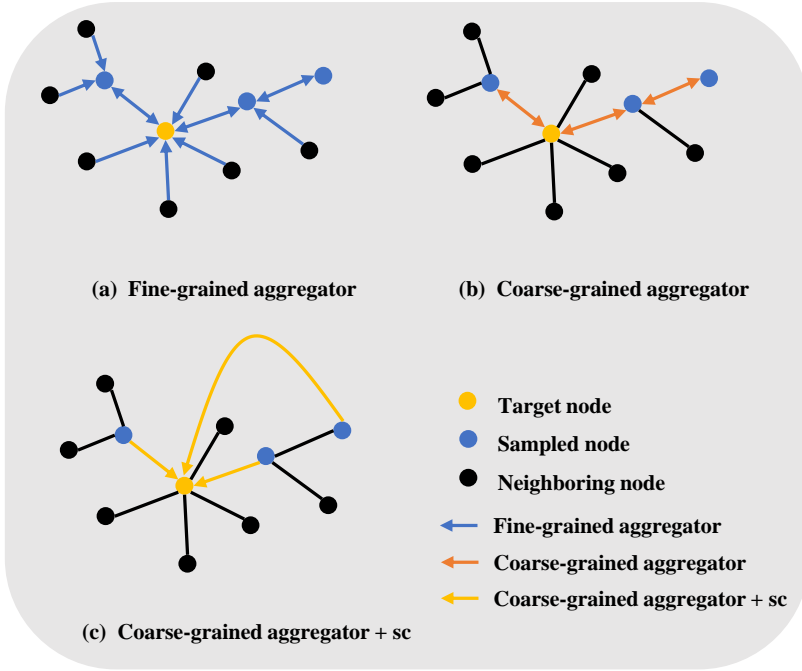 (a) Fine-grained aggregator
(b) Coarse-grained aggregator
(c) Coarse-grained aggregator + sc
Target node
Sampled node
Neighboring node
Fine-grained aggregator
Coarse-grained aggregator
Coarse-grained aggregator + sc